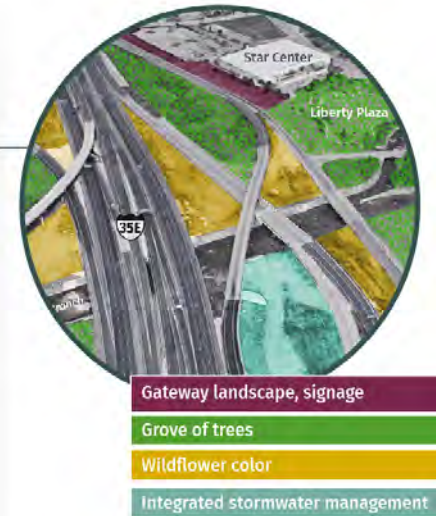 Star Center
Liberty Plaza
35E
Gateway landscape, signage
Grove of trees
Wildflower color
Integrated stormwater management